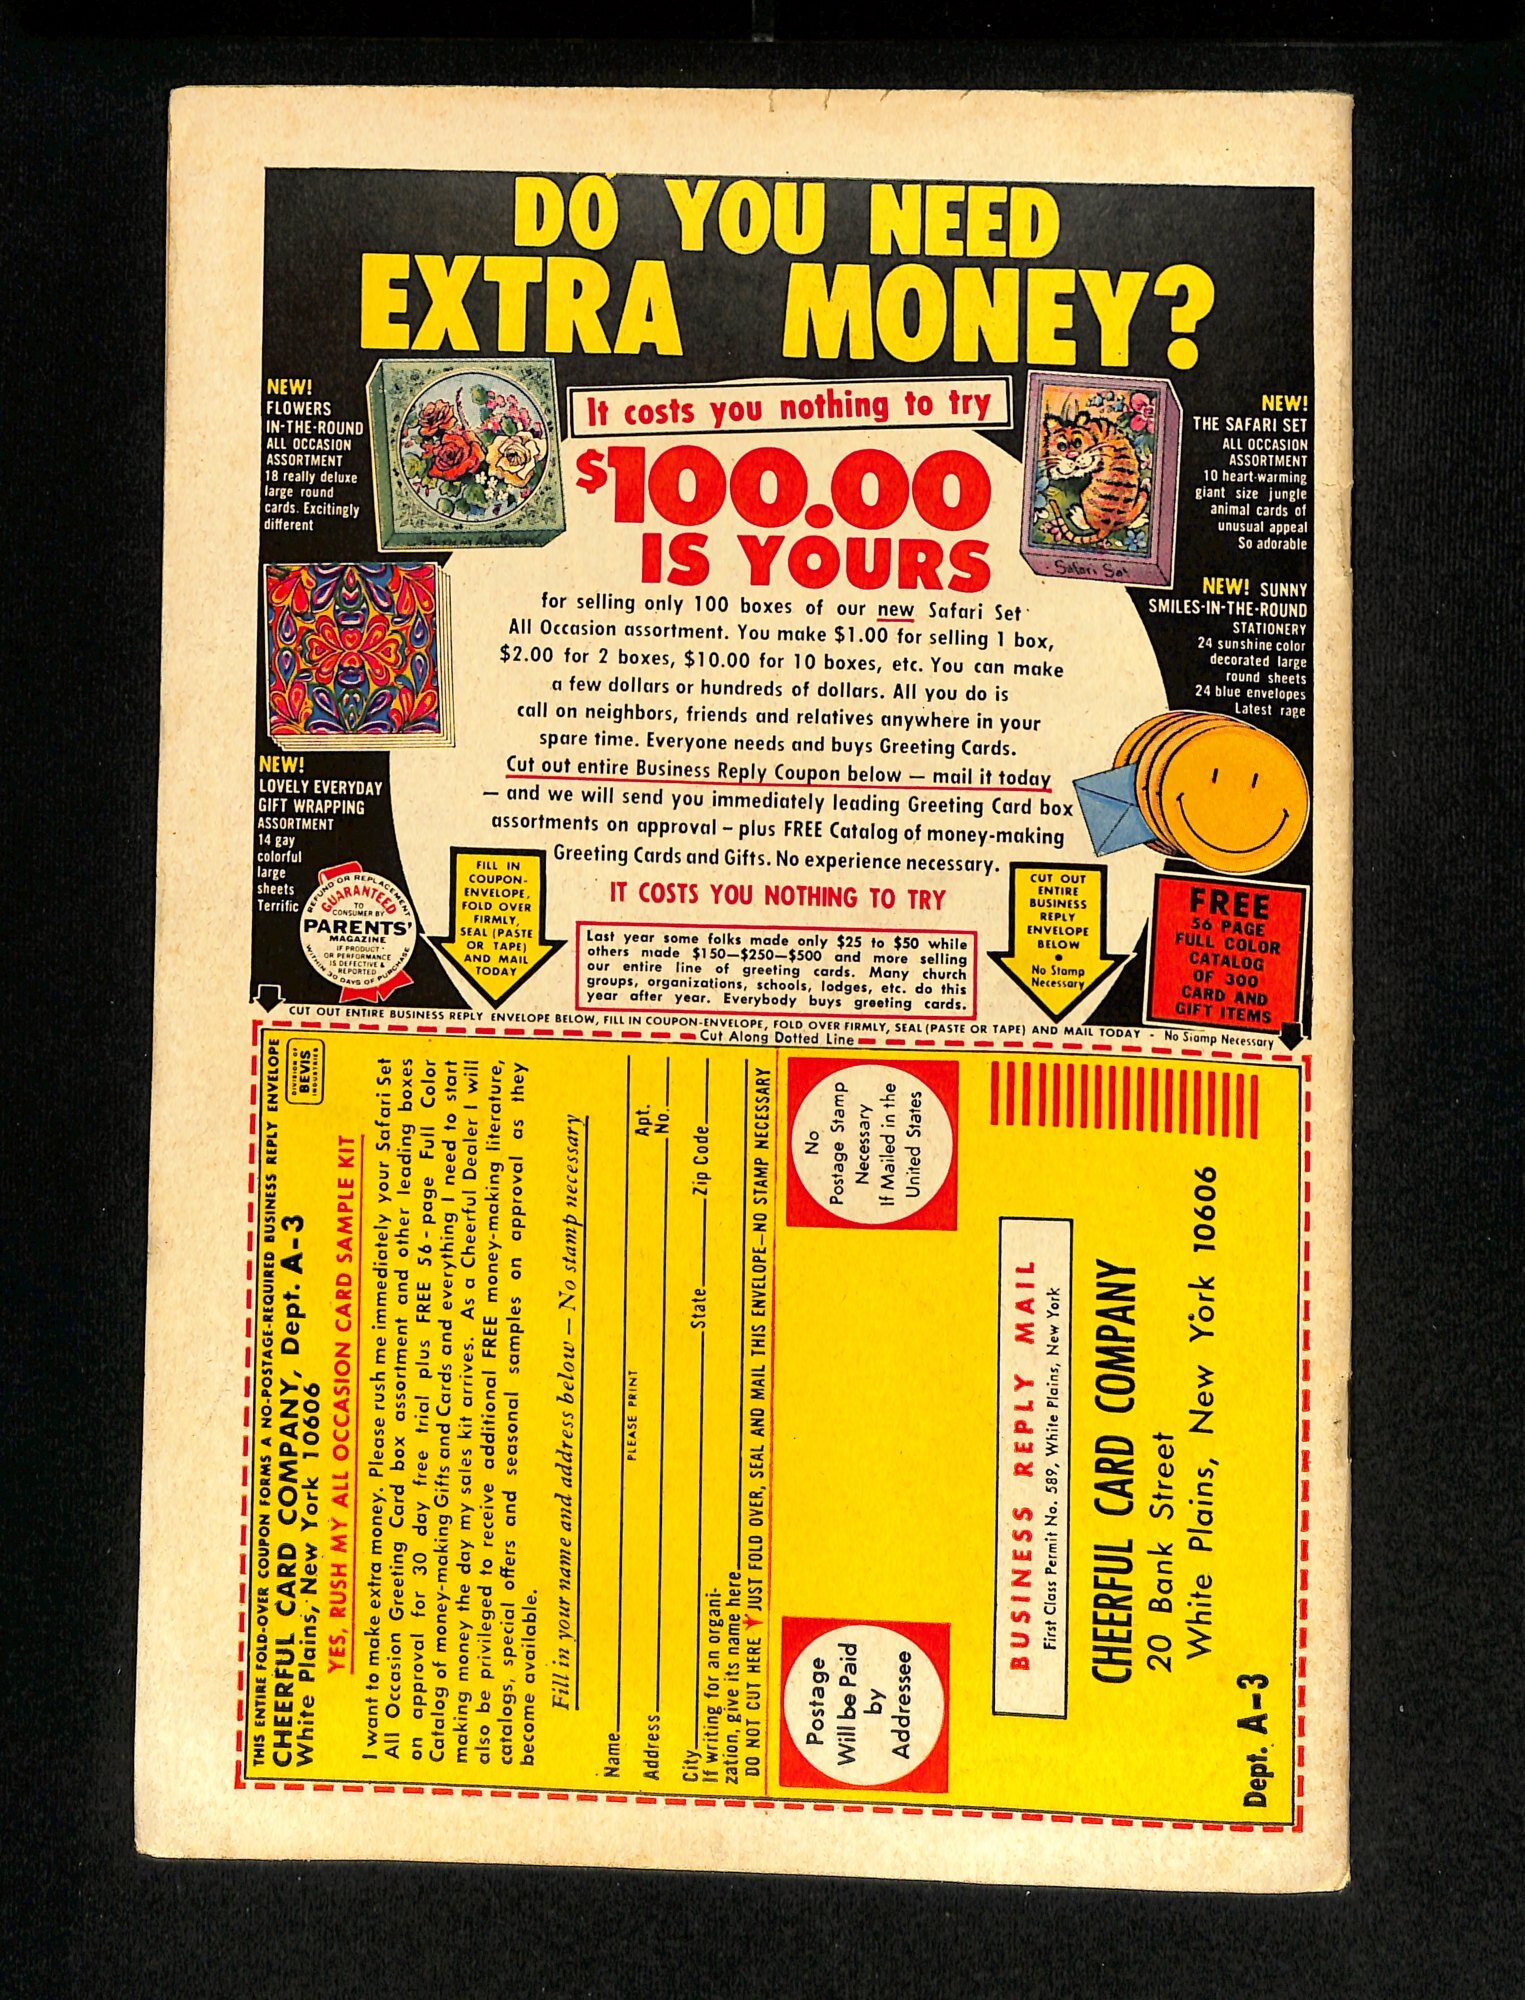 DO YOU NEED
EXTRA MONEY?
NEW!
FLOWERS
IN-THE-ROUND
ALL OCCASION
ASSORTMENT
18 really deluxe
large round
cards. Excitingly
different
It costs you nothing to try
$100.00
IS YOURS
NEW!
THE SAFARI SET
ALL OCCASION
ASSORTMENT
10 heart-warming
giant size jungle
animal cards of
unusual appeal
So adorable
Safari Set
NEW! SUNNY
SMILES-IN-THE-ROUND
STATIONERY
24 sunshine color
decorated large
round sheets
24 blue envelopes
Latest rage
for selling only 100 boxes of our new Safari Set
All Occasion assortment. You make $1.00 for selling 1 box,
$2.00 for 2 boxes, $10.00 for 10 boxes, etc. You can make
a few dollars or hundreds of dollars. All you do is
call on neighbors, friends and relatives anywhere in your
spare time. Everyone needs and buys Greeting Cards.
Cut out entire Business Reply Coupon below — mail it today
— and we will send you immediately leading Greeting Card box
assortments on approval – plus FREE Catalog of money-making
Greeting Cards and Gifts. No experience necessary.
IT COSTS YOU NOTHING TO TRY
NEW!
LOVELY EVERYDAY
GIFT WRAPPING
ASSORTMENT
14 gay
colorful
large
sheets
Terrific
REFUND OR REPLACEMENT
GUARANTEED
TO
CONSUMER BY
PARENTS'
MAGAZINE
IF PRODUCT
OR PERFORMANCE
IS DEFECTIVE &
REPORTED
WITHIN 30 DAYS OF PURCHASE
FILL IN
COUPON-
ENVELOPE,
FOLD OVER
FIRMLY,
SEAL (PASTE
OR TAPE)
AND MAIL
TODAY
Last year some folks made only $25 to $50 while
others made $150—$250—$500 and more selling
our entire line of greeting cards. Many church
groups, organizations, schools, lodges, etc. do this
year after year. Everybody buys greeting cards.
CUT OUT
ENTIRE
BUSINESS
REPLY
ENVELOPE
BELOW
•
No Stamp
Necessary
FREE
56 PAGE
FULL COLOR
CATALOG
OF 300
CARD AND
GIFT ITEMS
CUT OUT ENTIRE BUSINESS REPLY ENVELOPE BELOW, FILL IN COUPON-ENVELOPE, FOLD OVER FIRMLY, SEAL (PASTE OR TAPE) AND MAIL TODAY - No Stamp Necessary
Cut Along Dotted Line
THIS ENTIRE FOLD-OVER COUPON FORMS A NO-POSTAGE-REQUIRED BUSINESS REPLY ENVELOPE
CHEERFUL CARD COMPANY, Dept. A-3
White Plains, New York 10606
DIVISION OF
BEVIS
INDUSTRIES
YES, RUSH MY ALL OCCASION CARD SAMPLE KIT
I want to make extra money. Please rush me immediately your Safari Set
All Occasion Greeting Card box assortment and other leading boxes
on approval for 30 day free trial plus FREE 56-page Full Color
Catalog of money-making Gifts and Cards and everything I need to start
making money the day my sales kit arrives. As a Cheerful Dealer I will
also be privileged to receive additional FREE money-making literature,
catalogs, special offers and seasonal samples on approval as they
become available.
Fill in your name and address below — No stamp necessary
Name
PLEASE PRINT
Address Apt. No.
City State Zip Code
If writing for an organi-
zation, give its name here
DO NOT CUT HERE JUST FOLD OVER, SEAL AND MAIL THIS ENVELOPE—NO STAMP NECESSARY
Postage
Will be Paid
by
Addressee
No
Postage Stamp
Necessary
If Mailed in the
United States
BUSINESS REPLY MAIL
First Class Permit No. 589, White Plains, New York
CHEERFUL CARD COMPANY
20 Bank Street
White Plains, New York 10606
Dept. A-3